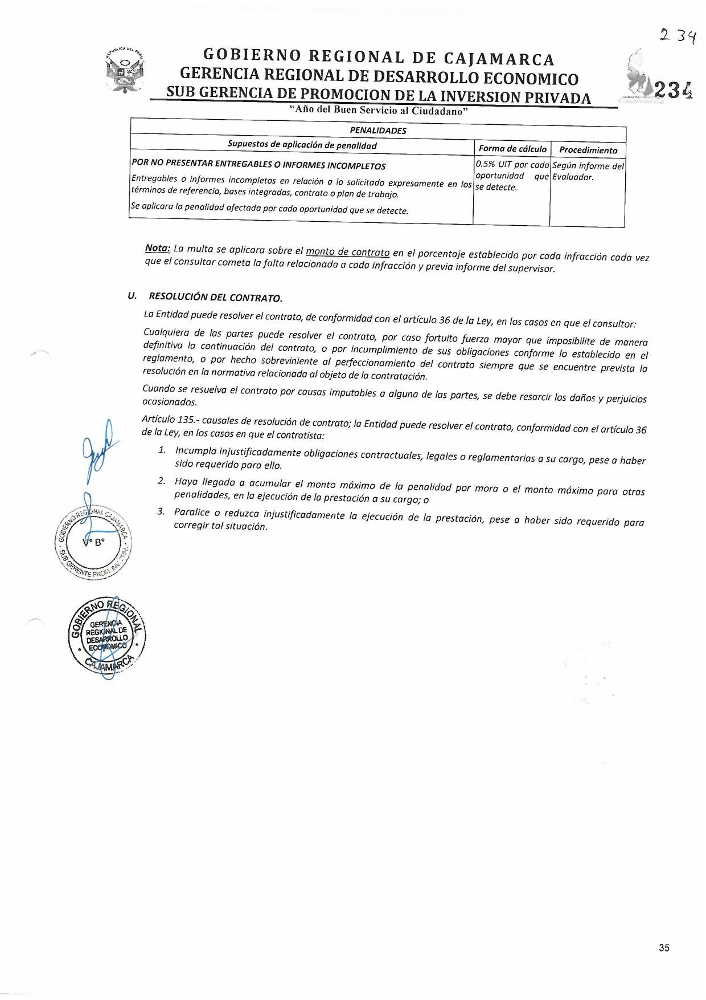 2 34
REPUBLICA DEL PERU
GOBIERNO REGIONAL DE CAJAMARCA
GERENCIA REGIONAL DE DESARROLLO ECONOMICO
SUB GERENCIA DE PROMOCION DE LA INVERSION PRIVADA
234
“Año del Buen Servicio al Ciudadano”
PENALIDADES
Supuestos de aplicación de penalidad
Forma de cálculo
Procedimiento
POR NO PRESENTAR ENTREGABLES O INFORMES INCOMPLETOS
Entregables o informes incompletos en relación a lo solicitado expresamente en los
términos de referencia, bases integradas, contrato o plan de trabajo.
Se aplicara la penalidad afectada por cada oportunidad que se detecte.
0.5% UIT por cada
oportunidad que
se detecte.
Según informe del
Evaluador.
Nota: La multa se aplicara sobre el monto de contrato en el porcentaje establecido por cada infracción cada vez
que el consultar cometa la falta relacionada a cada infracción y previa informe del supervisor.
U. RESOLUCIÓN DEL CONTRATO.
La Entidad puede resolver el contrato, de conformidad con el artículo 36 de la Ley, en los casos en que el consultor:
Cualquiera de las partes puede resolver el contrato, por caso fortuito fuerza mayor que imposibilite de manera
definitiva la continuación del contrato, o por incumplimiento de sus obligaciones conforme lo establecido en el
reglamento, o por hecho sobreviniente al perfeccionamiento del contrato siempre que se encuentre prevista la
resolución en la normativa relacionada al objeto de la contratación.
Cuando se resuelva el contrato por causas imputables a alguna de las partes, se debe resarcir los daños y perjuicios
ocasionados.
Artículo 135.- causales de resolución de contrato; la Entidad puede resolver el contrato, conformidad con el artículo 36
de la Ley, en los casos en que el contratista:
1. Incumpla injustificadamente obligaciones contractuales, legales o reglamentarias a su cargo, pese a haber
sido requerido para ello.
2. Haya llegado a acumular el monto máximo de la penalidad por mora o el monto máximo para otras
penalidades, en la ejecución de la prestación a su cargo; o
3. Paralice o reduzca injustificadamente la ejecución de la prestación, pese a haber sido requerido para
corregir tal situación.
GOBIERNO REGIONAL CAJAMARCA
V° B°
SUB GERENTE PROM. INV. PRIV.
GOBIERNO REGIONAL
GERENCIA
REGIONAL DE
DESARROLLO
ECONOMICO
CAJAMARCA
35